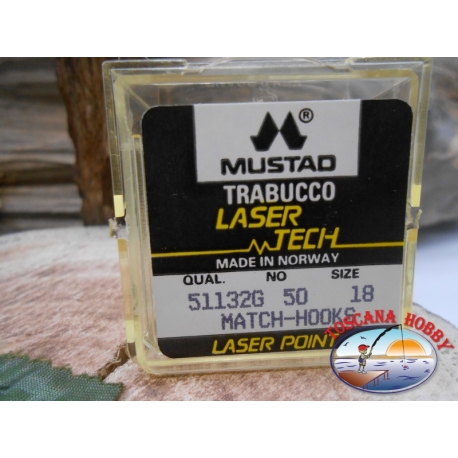 ®
MUSTAD
TRABUCCO
LASER
TECH
MADE IN NORWAY
QUAL. NO SIZE
51132G 50 18
MATCH-HOOKS
LASER POINT
TOSCANA HOBBY